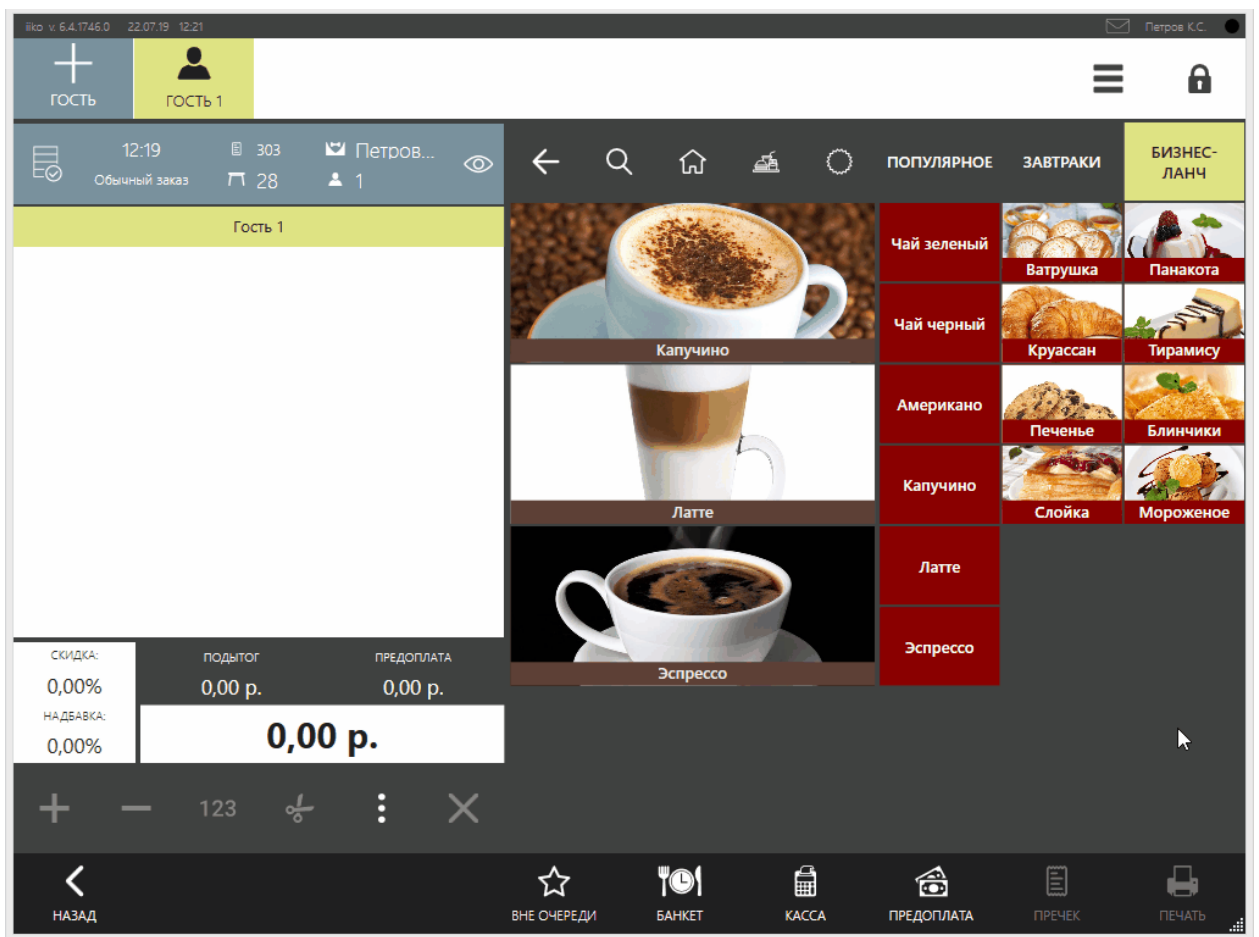 iiko v. 6.4.1746.0 22.07.19 12:21 Петров К.С.
ГОСТЬ ГОСТЬ 1
12:19 303 Петров...
Обычный заказ 28 1
ПОПУЛЯРНОЕ ЗАВТРАКИ БИЗНЕС-
ЛАНЧ
Гость 1
Капучино
Латте
Эспрессо
Чай зеленый
Чай черный
Американо
Капучино
Латте
Эспрессо
Ватрушка Панакота
Круассан Тирамису
Печенье Блинчики
Слойка Мороженое
СКИДКА: ПОДЫТОГ ПРЕДОПЛАТА
0,00% 0,00 р. 0,00 р.
НАДБАВКА:
0,00% 0,00 р.
123
НАЗАД ВНЕ ОЧЕРЕДИ БАНКЕТ КАССА ПРЕДОПЛАТА ПРЕЧЕК ПЕЧАТЬ